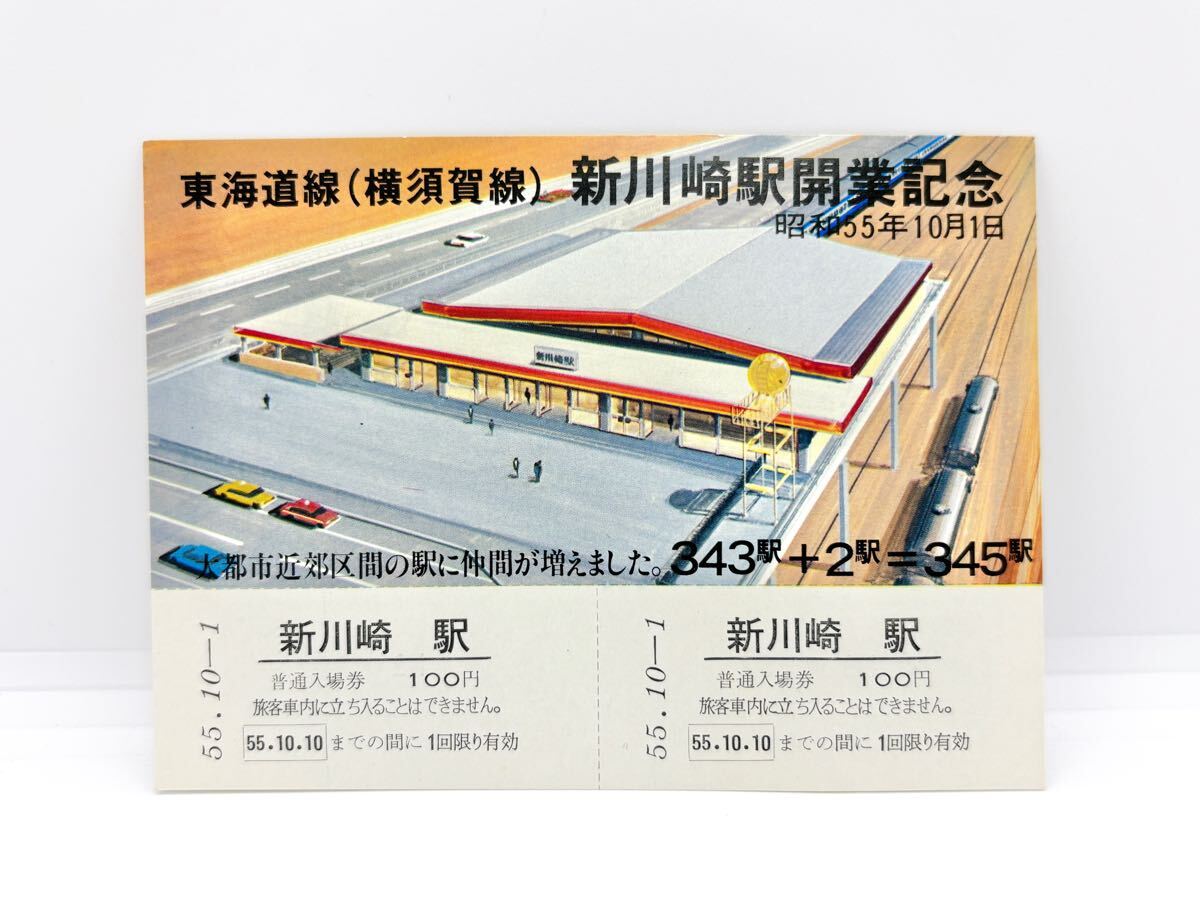 東海道線(横須賀線) 新川崎駅開業記念
昭和55年10月1日
新川崎駅
大都市近郊区間の駅に仲間が増えました。343駅+2駅=345駅
55.10―1
新川崎 駅
普通入場券 100円
旅客車内に立ち入ることはできません。
55.10.10 までの間に1回限り有効
55.10―1
新川崎 駅
普通入場券 100円
旅客車内に立ち入ることはできません。
55.10.10 までの間に1回限り有効